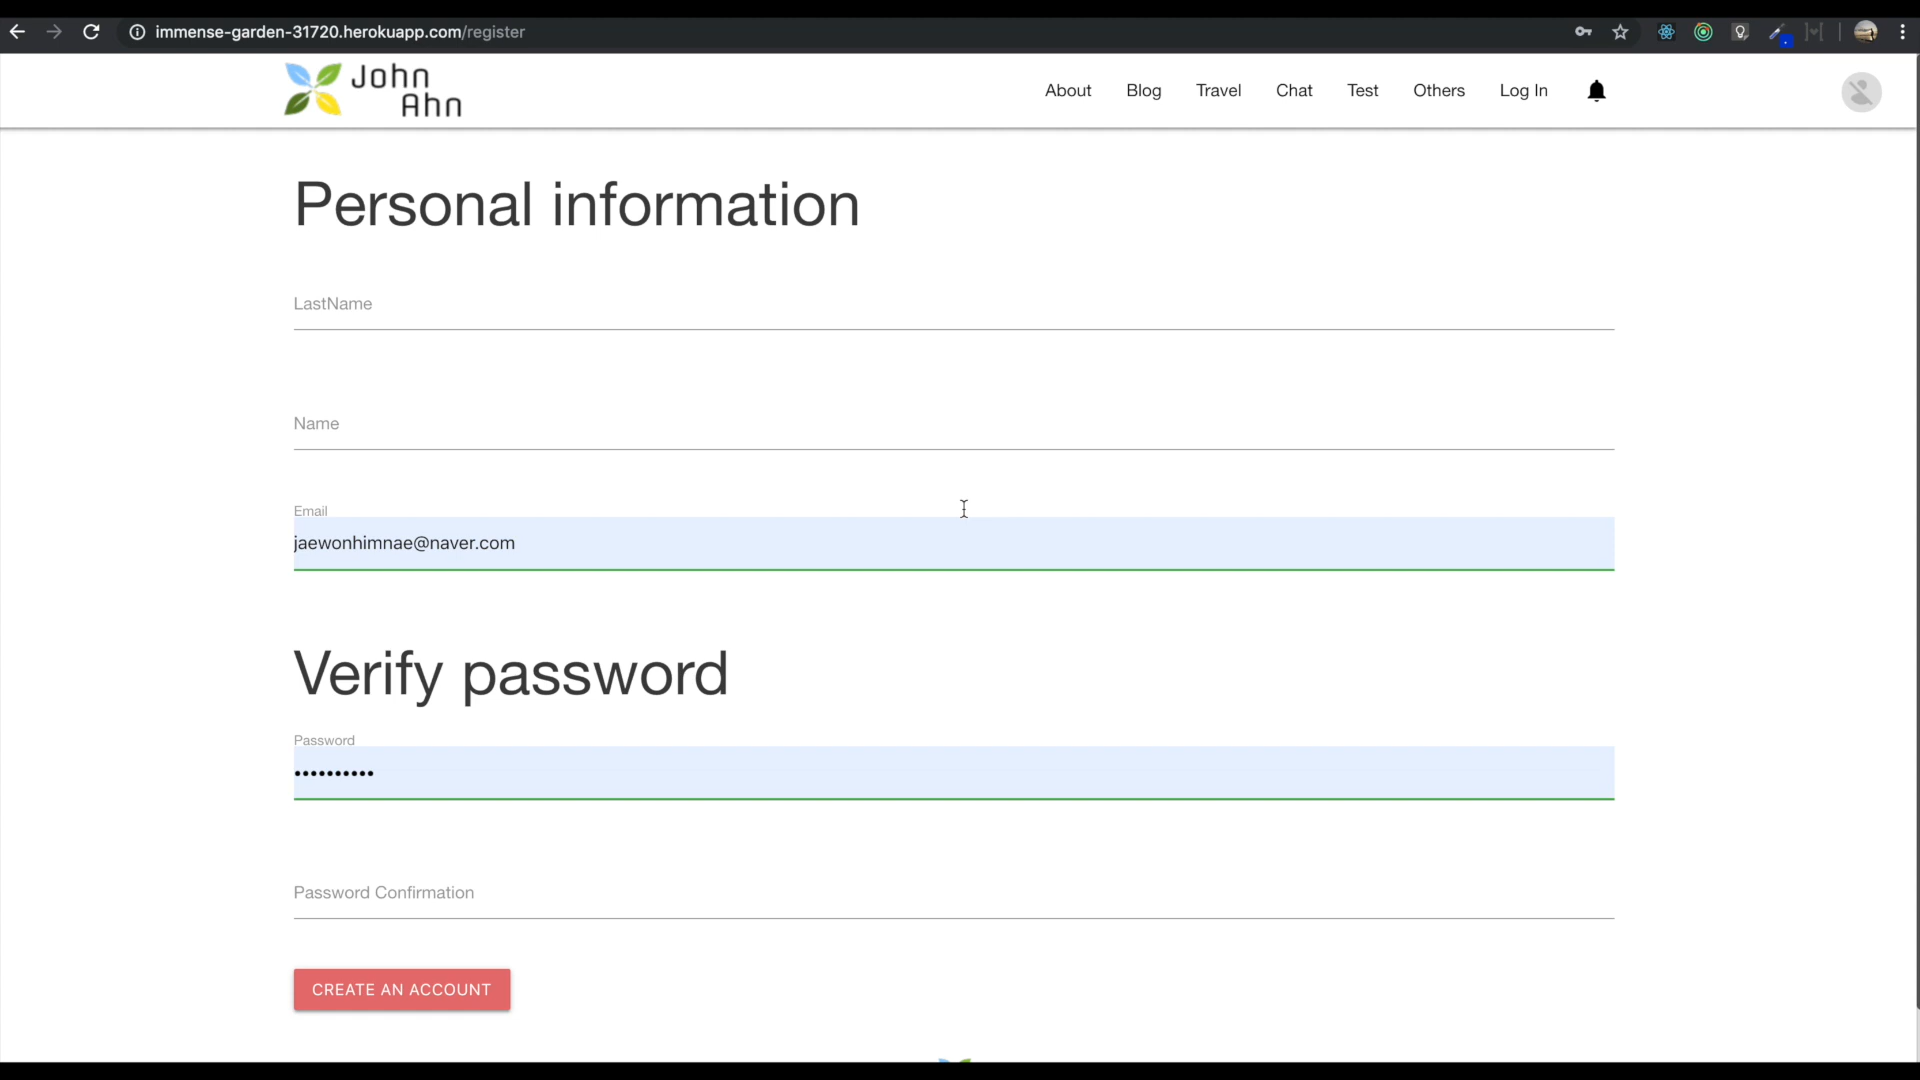 immense-garden-31720.herokuapp.com/register
John
Ahn
About Blog Travel Chat Test Others Log In
Personal information
LastName
Name
Email
jaewonhimnae@naver.com
Verify password
Password
••••••••••
Password Confirmation
CREATE AN ACCOUNT